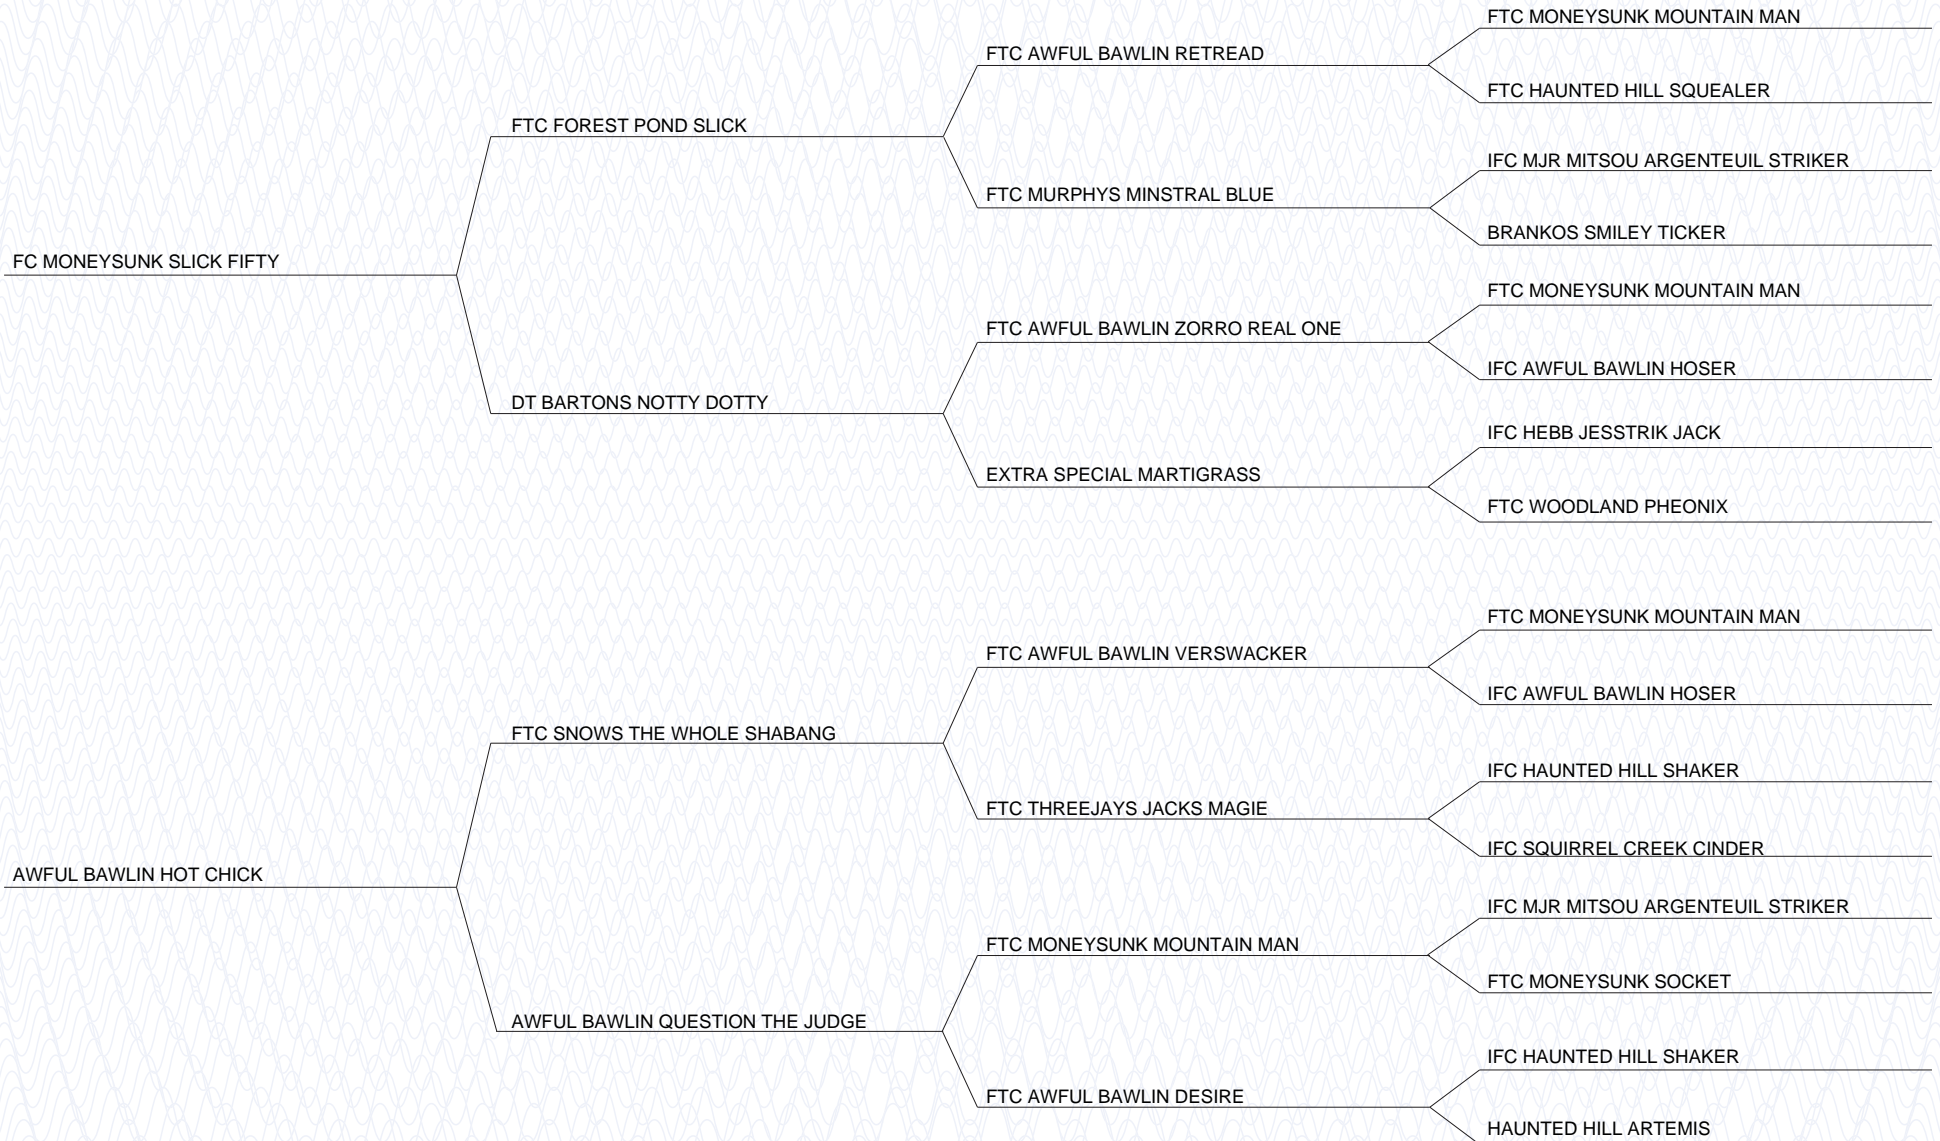 FTC MONEYSUNK MOUNTAIN MAN
FTC AWFUL BAWLIN RETREAD
FTC HAUNTED HILL SQUEALER
FTC FOREST POND SLICK
IFC MJR MITSOU ARGENTEUIL STRIKER
FTC MURPHYS MINSTRAL BLUE
BRANKOS SMILEY TICKER
FC MONEYSUNK SLICK FIFTY
FTC MONEYSUNK MOUNTAIN MAN
FTC AWFUL BAWLIN ZORRO REAL ONE
IFC AWFUL BAWLIN HOSER
DT BARTONS NOTTY DOTTY
IFC HEBB JESSTRIK JACK
EXTRA SPECIAL MARTIGRASS
FTC WOODLAND PHEONIX
FTC MONEYSUNK MOUNTAIN MAN
FTC AWFUL BAWLIN VERSWACKER
IFC AWFUL BAWLIN HOSER
FTC SNOWS THE WHOLE SHABANG
IFC HAUNTED HILL SHAKER
FTC THREEJAYS JACKS MAGIE
IFC SQUIRREL CREEK CINDER
AWFUL BAWLIN HOT CHICK
IFC MJR MITSOU ARGENTEUIL STRIKER
FTC MONEYSUNK MOUNTAIN MAN
FTC MONEYSUNK SOCKET
AWFUL BAWLIN QUESTION THE JUDGE
IFC HAUNTED HILL SHAKER
FTC AWFUL BAWLIN DESIRE
HAUNTED HILL ARTEMIS